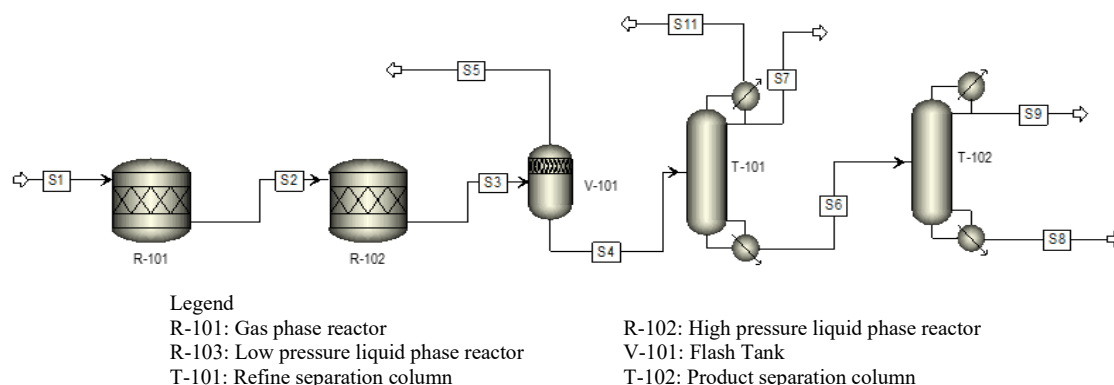 S11
S5
S7
S9
T-101
T-102
S1
S2
S3
V-101
S6
S4
S8
R-101
R-102
Legend
R-101: Gas phase reactor
R-102: High pressure liquid phase reactor
R-103: Low pressure liquid phase reactor
V-101: Flash Tank
T-101: Refine separation column
T-102: Product separation column